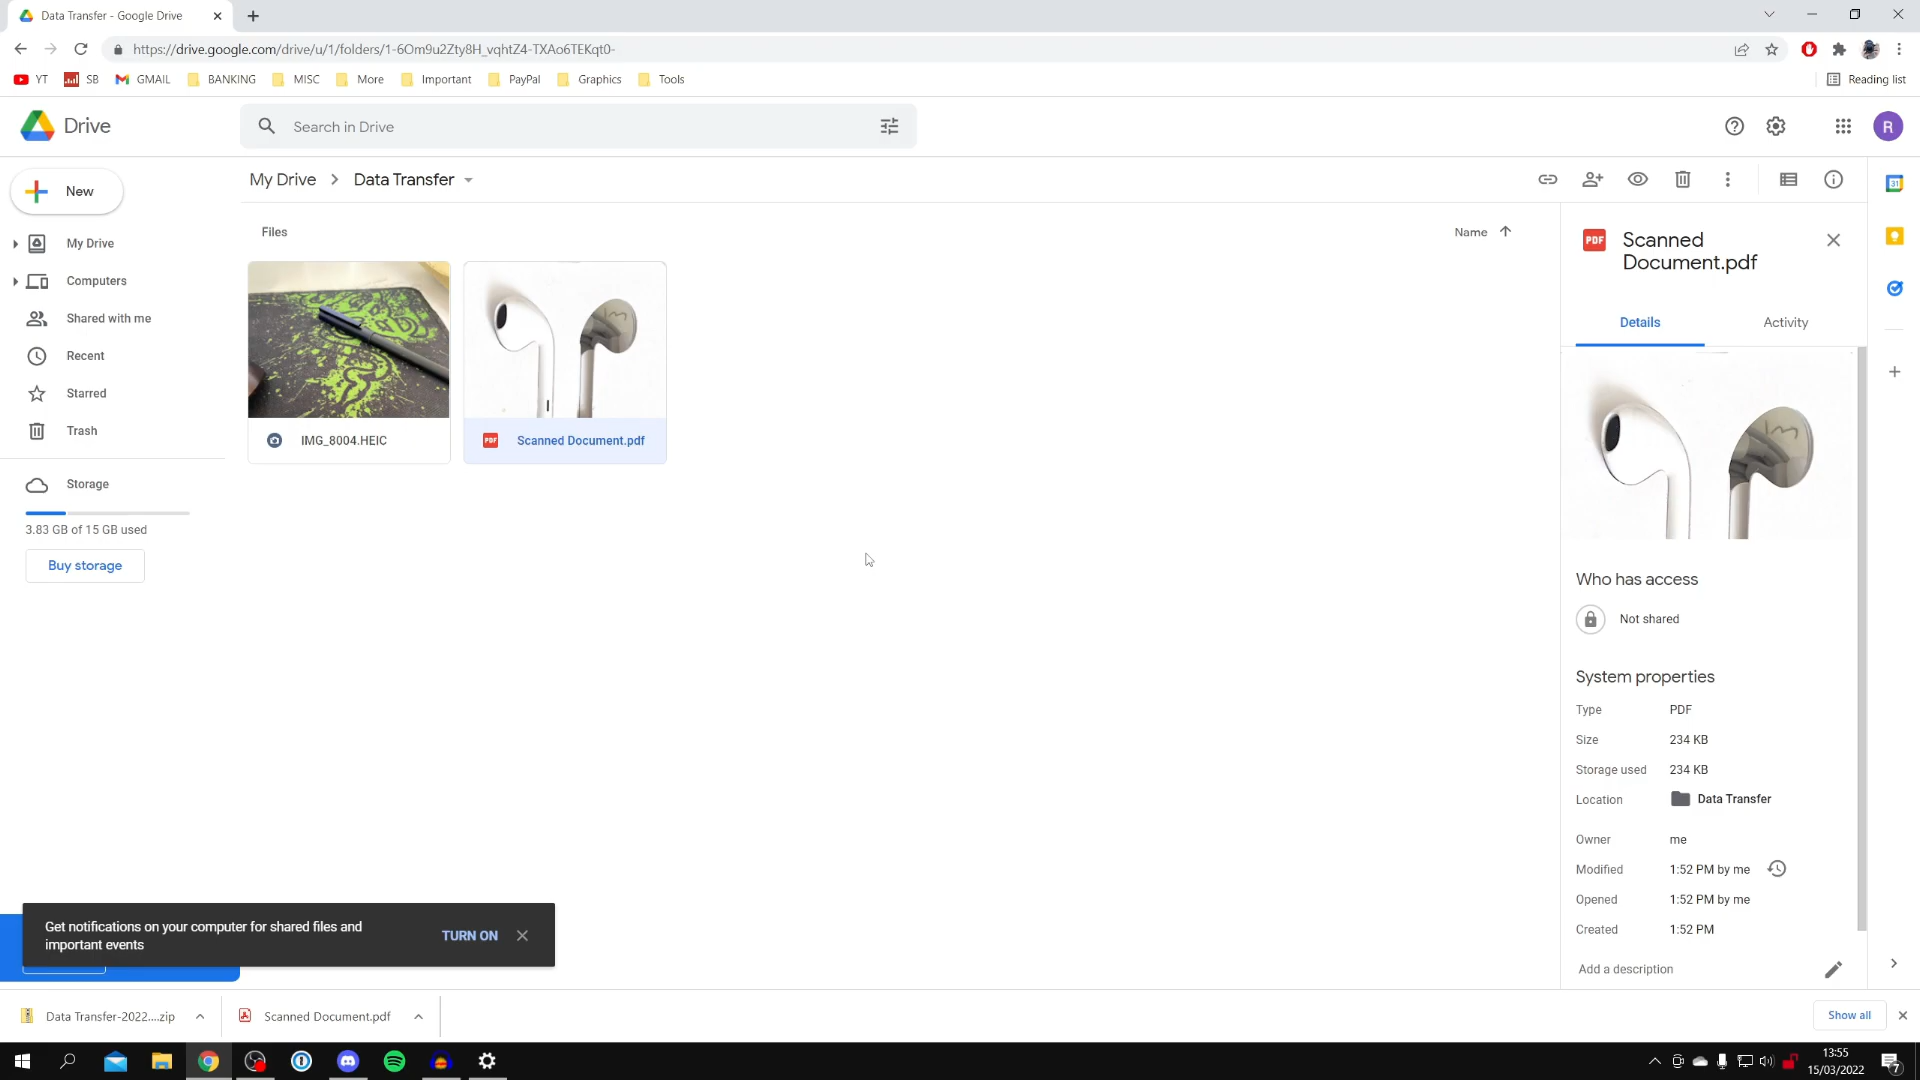 Data Transfer - Google Drive
https://drive.google.com/drive/u/1/folders/1-6Om9u2Zty8H_vqhtZ4-TXAo6TEKqt0-
YT SB GMAIL BANKING MISC More Important PayPal Graphics Tools Reading list
Drive Search in Drive R
My Drive > Data Transfer
New
Files Name
My Drive
Computers
Shared with me
Recent
Starred
Trash
Storage
3.83 GB of 15 GB used
Buy storage
IMG_8004.HEIC
PDF Scanned Document.pdf
PDF Scanned
Document.pdf
Details Activity
Who has access
Not shared
System properties
Type PDF
Size 234 KB
Storage used 234 KB
Location Data Transfer
Owner me
Modified 1:52 PM by me
Opened 1:52 PM by me
Created 1:52 PM
Add a description
31
Get notifications on your computer for shared files and
important events
TURN ON
Data Transfer-2022....zip Scanned Document.pdf Show all
13:55
15/03/2022
7